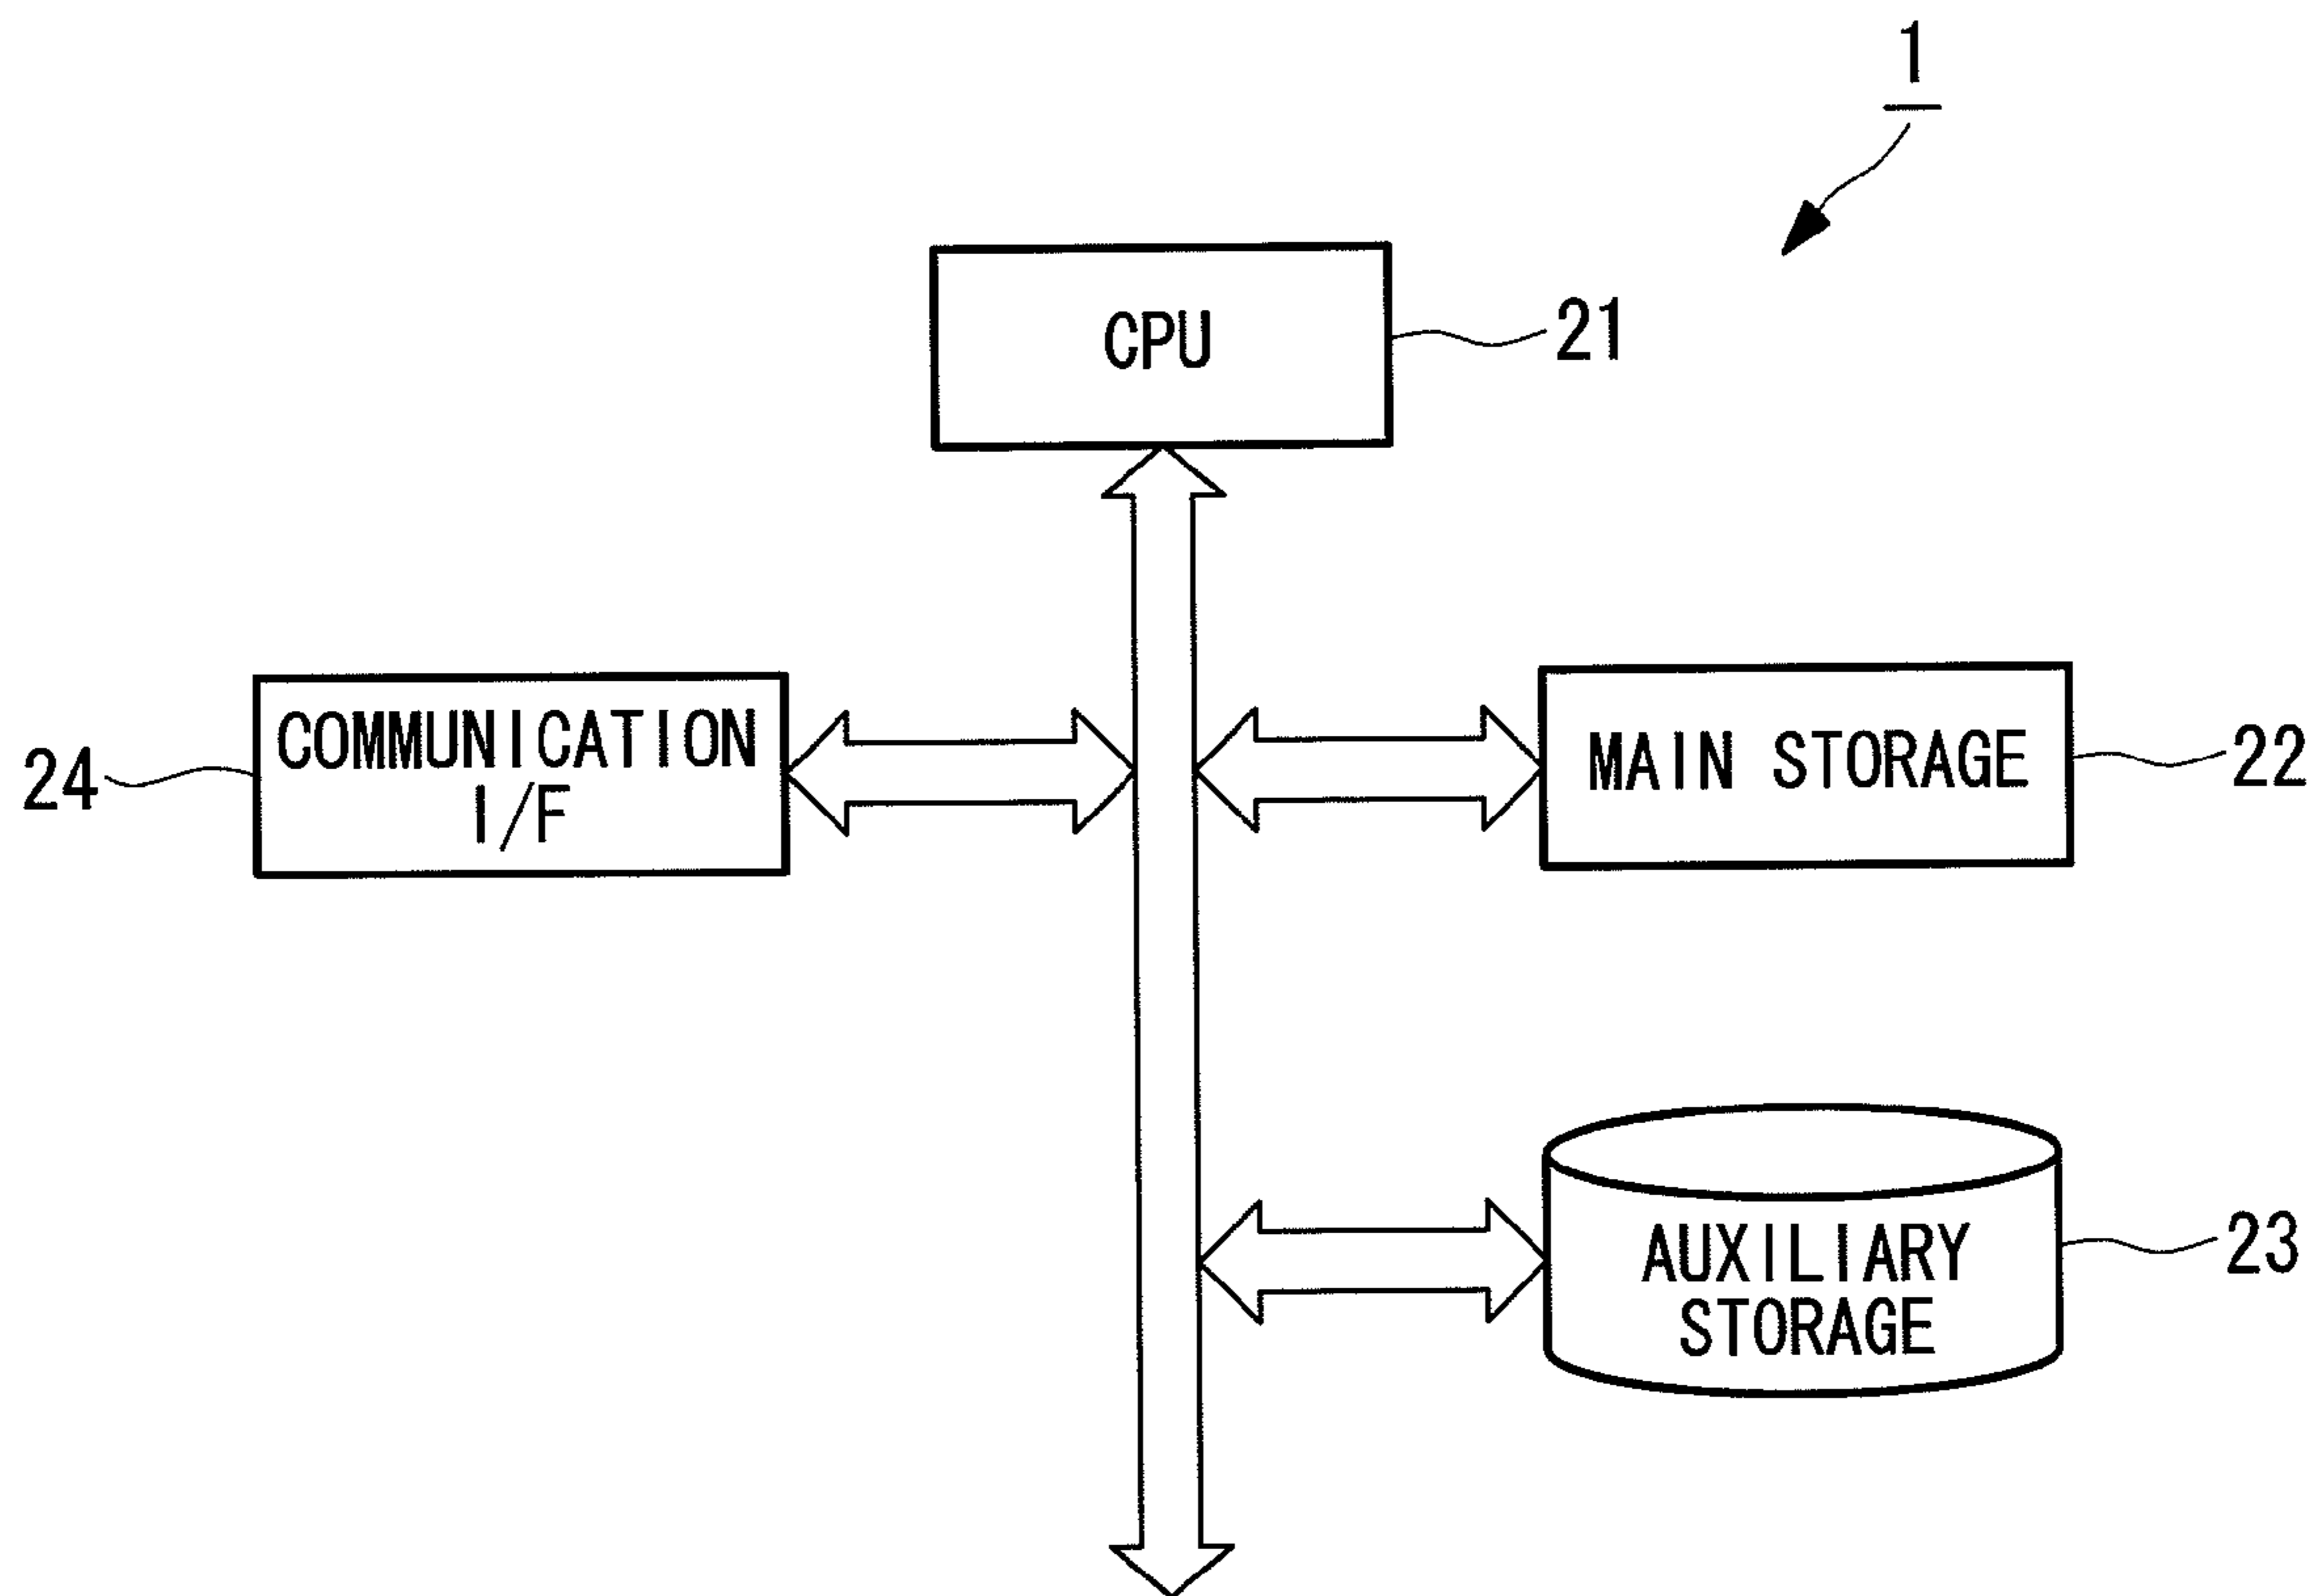 1
CPU
21
COMMUNICATION
I/F
24
MAIN STORAGE
22
AUXILIARY
STORAGE
23